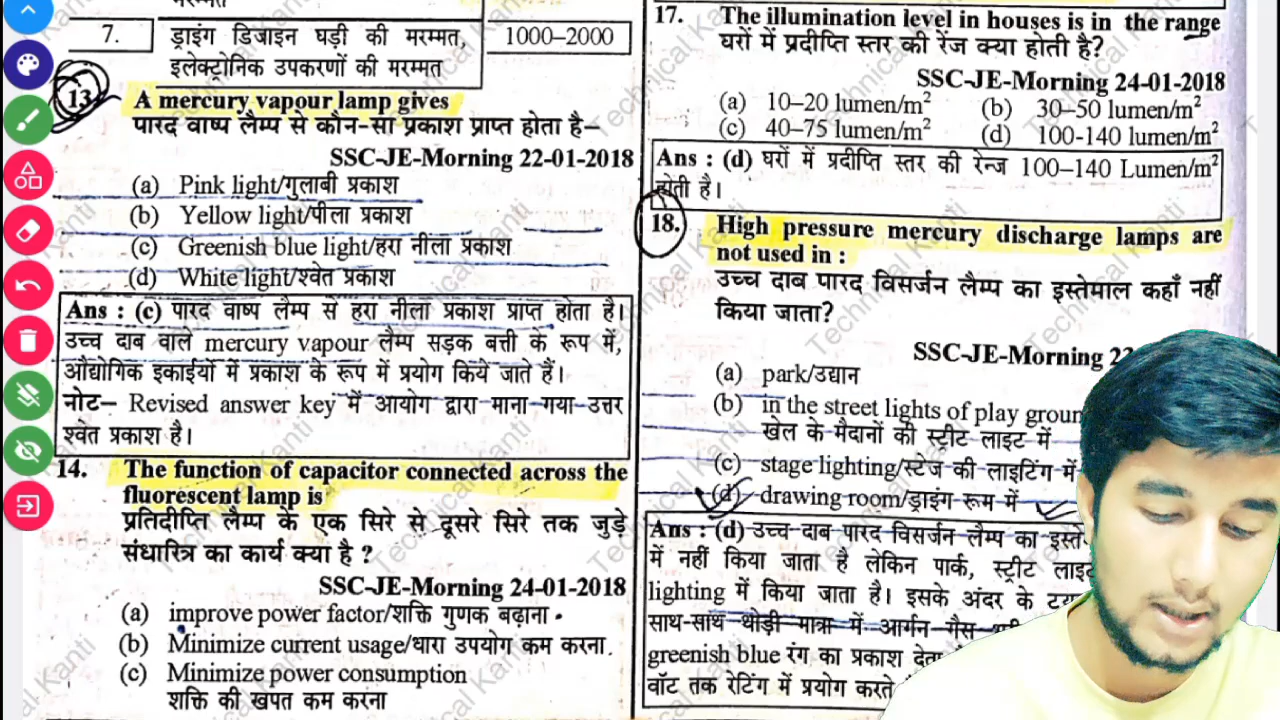 7. ड्राइंग डिजाइन घड़ी की मरम्मत, 1000–2000
इलेक्ट्रोनिक उपकरणों की मरम्मत
13. A mercury vapour lamp gives
पारद वाष्प लैम्प से कौन-सा प्रकाश प्राप्त होता है–
SSC-JE-Morning 22-01-2018
(a) Pink light/गुलाबी प्रकाश
(b) Yellow light/पीला प्रकाश
(c) Greenish blue light/हरा नीला प्रकाश
(d) White light/श्वेत प्रकाश
Ans : (c) पारद वाष्प लैम्प से हरा नीला प्रकाश प्राप्त होता है।
उच्च दाब वाले mercury vapour लैम्प सड़क बत्ती के रूप में,
औद्योगिक इकाईयों में प्रकाश के रूप में प्रयोग किये जाते हैं।
नोट– Revised answer key में आयोग द्वारा माना गया उत्तर
श्वेत प्रकाश है।
14. The function of capacitor connected across the
fluorescent lamp is
प्रतिदीप्ति लैम्प के एक सिरे से दूसरे सिरे तक जुड़े
संधारित्र का कार्य क्या है ?
SSC-JE-Morning 24-01-2018
(a) improve power factor/शक्ति गुणक बढ़ाना
(b) Minimize current usage/धारा उपयोग कम करना.
(c) Minimize power consumption
शक्ति की खपत कम करना
17. The illumination level in houses is in the range
घरों में प्रदीप्ति स्तर की रेंज क्या होती है?
SSC-JE-Morning 24-01-2018
(a) 10–20 lumen/m² (b) 30–50 lumen/m²
(c) 40–75 lumen/m² (d) 100-140 lumen/m²
Ans : (d) घरों में प्रदीप्ति स्तर की रेन्ज 100–140 Lumen/m²
होती है।
18. High pressure mercury discharge lamps are
not used in :
उच्च दाब पारद विसर्जन लैम्प का इस्तेमाल कहाँ नहीं
किया जाता?
SSC-JE-Morning
(a) park/उद्यान
(b) in the street lights of play
खेल के मैदानों की स्ट्रीट लाइट में
(c) stage lighting/स्टेज की लाइटिंग में
(d) drawing room/ड्राइंग रूम में
Ans : (d) उच्च दाब पारद विसर्जन लैम्प का
में नहीं किया जाता है लेकिन पार्क, स्ट्रीट
lighting में किया जाता है। इसके अंदर के
साथ-साथ थोड़ी मात्रा में आर्गन गैस
greenish blue रंग का प्रकाश
वॉट तक रेटिंग में प्रयोग करते
Technical Kanti